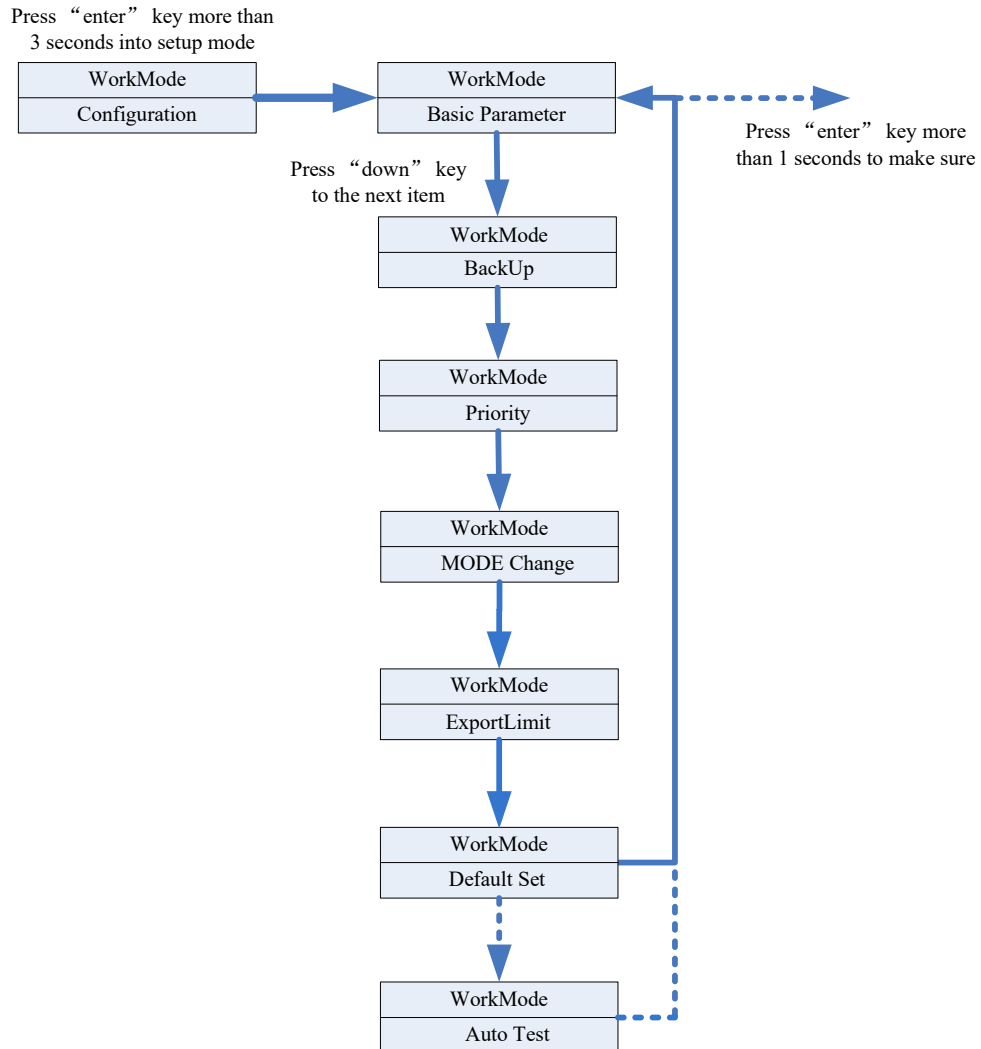 Press “enter” key more than
3 seconds into setup mode
WorkMode
Configuration
WorkMode
Basic Parameter
Press “enter” key more
than 1 seconds to make sure
Press “down” key
to the next item
WorkMode
BackUp
WorkMode
Priority
WorkMode
MODE Change
WorkMode
ExportLimit
WorkMode
Default Set
WorkMode
Auto Test